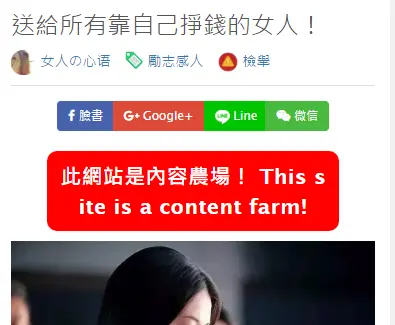 送給所有靠自己掙錢的女人！
女人の心语 勵志感人 檢舉
臉書 Google+ Line 微信
此網站是內容農場！ This s
ite is a content farm!